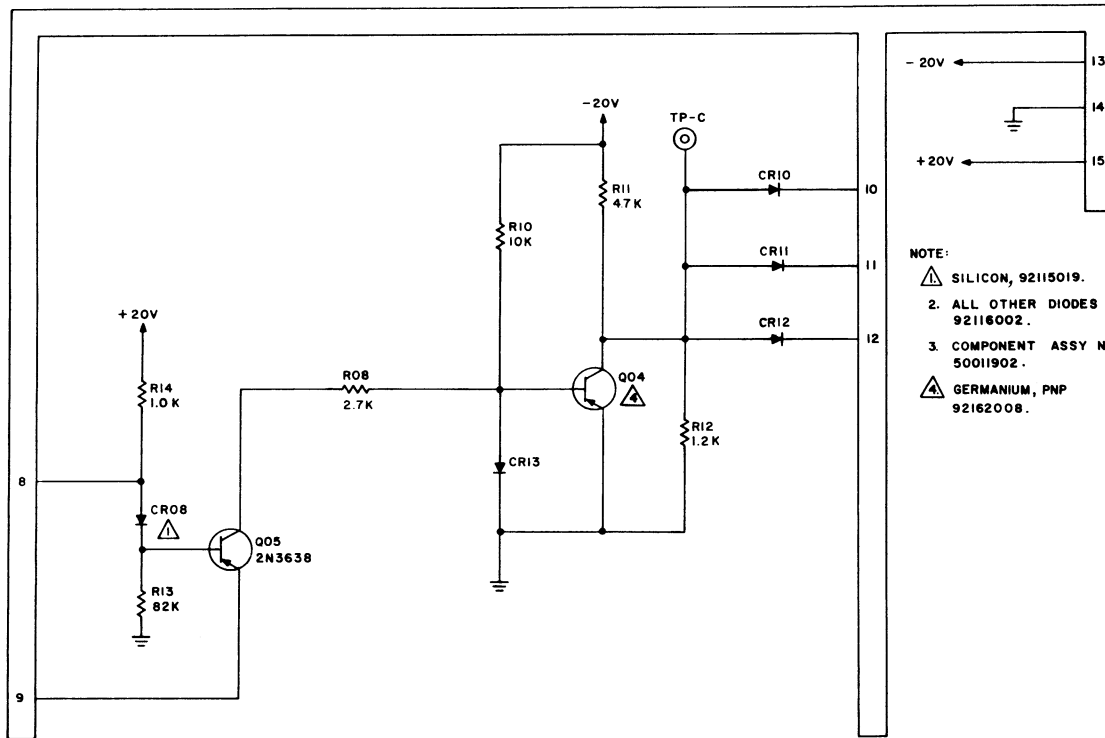 - 20V
13
14
+20V
15
-20V
TP-C
CR10
10
R11
4.7K
R10
10K
CR11
11
NOTE:
1. SILICON, 92115019.
2. ALL OTHER DIODES
92116002.
3. COMPONENT ASSY N
50011902.
4. GERMANIUM, PNP
92162008.
+20V
CR12
12
R14
1.0K
R08
2.7K
Q04
4
R12
1.2K
CR13
8
CR08
1
Q05
2N3638
R13
82K
9